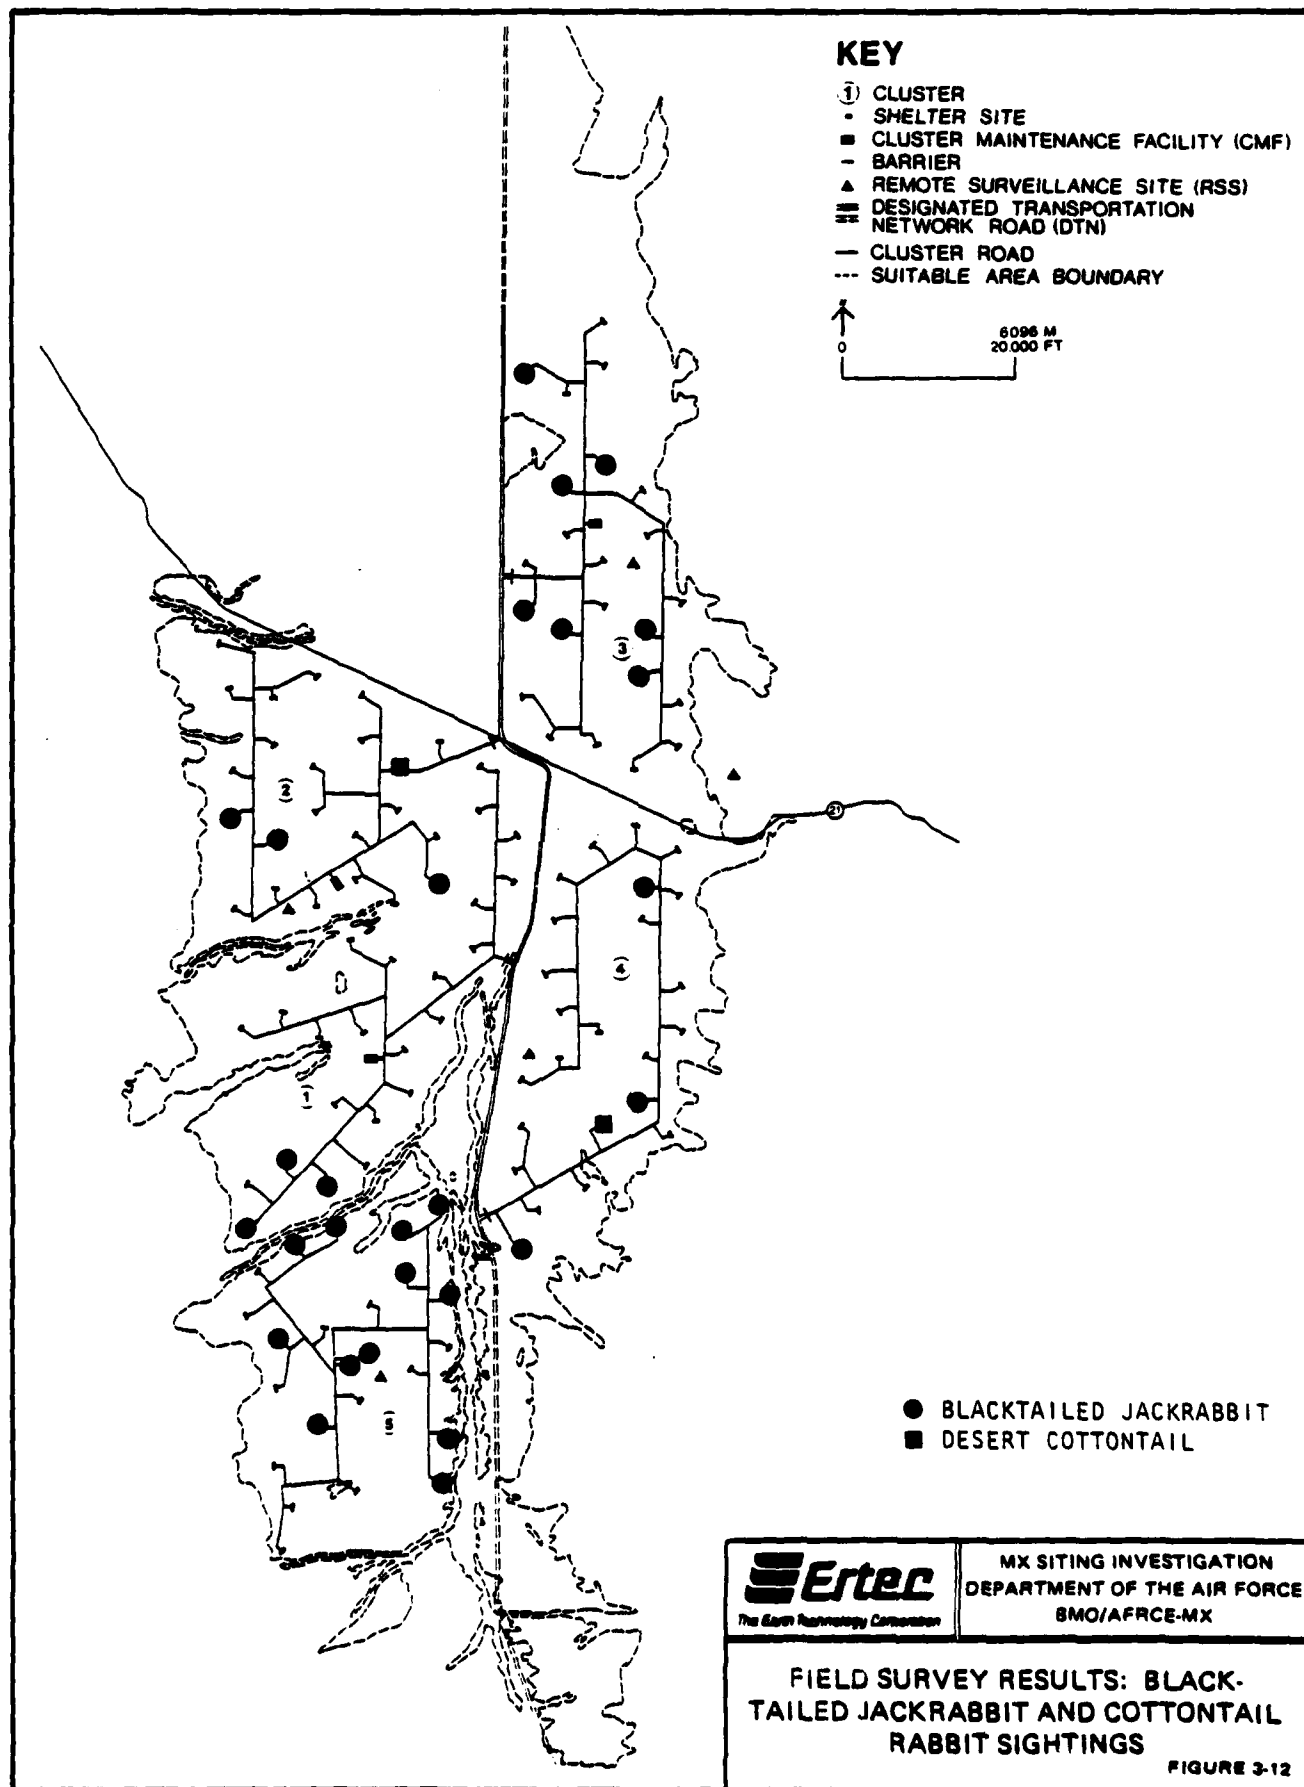 KEY
1 CLUSTER
SHELTER SITE
CLUSTER MAINTENANCE FACILITY (CMF)
BARRIER
REMOTE SURVEILLANCE SITE (RSS)
DESIGNATED TRANSPORTATION
NETWORK ROAD (DTN)
CLUSTER ROAD
SUITABLE AREA BOUNDARY
N
6096 M
0 20.000 FT
3
2
21
4
1
5
BLACKTAILED JACKRABBIT
DESERT COTTONTAIL
Ertec
The Earth Technology Corporation
MX SITING INVESTIGATION
DEPARTMENT OF THE AIR FORCE
BMO/AFRCE-MX
FIELD SURVEY RESULTS: BLACK-
TAILED JACKRABBIT AND COTTONTAIL
RABBIT SIGHTINGS
FIGURE 3-12